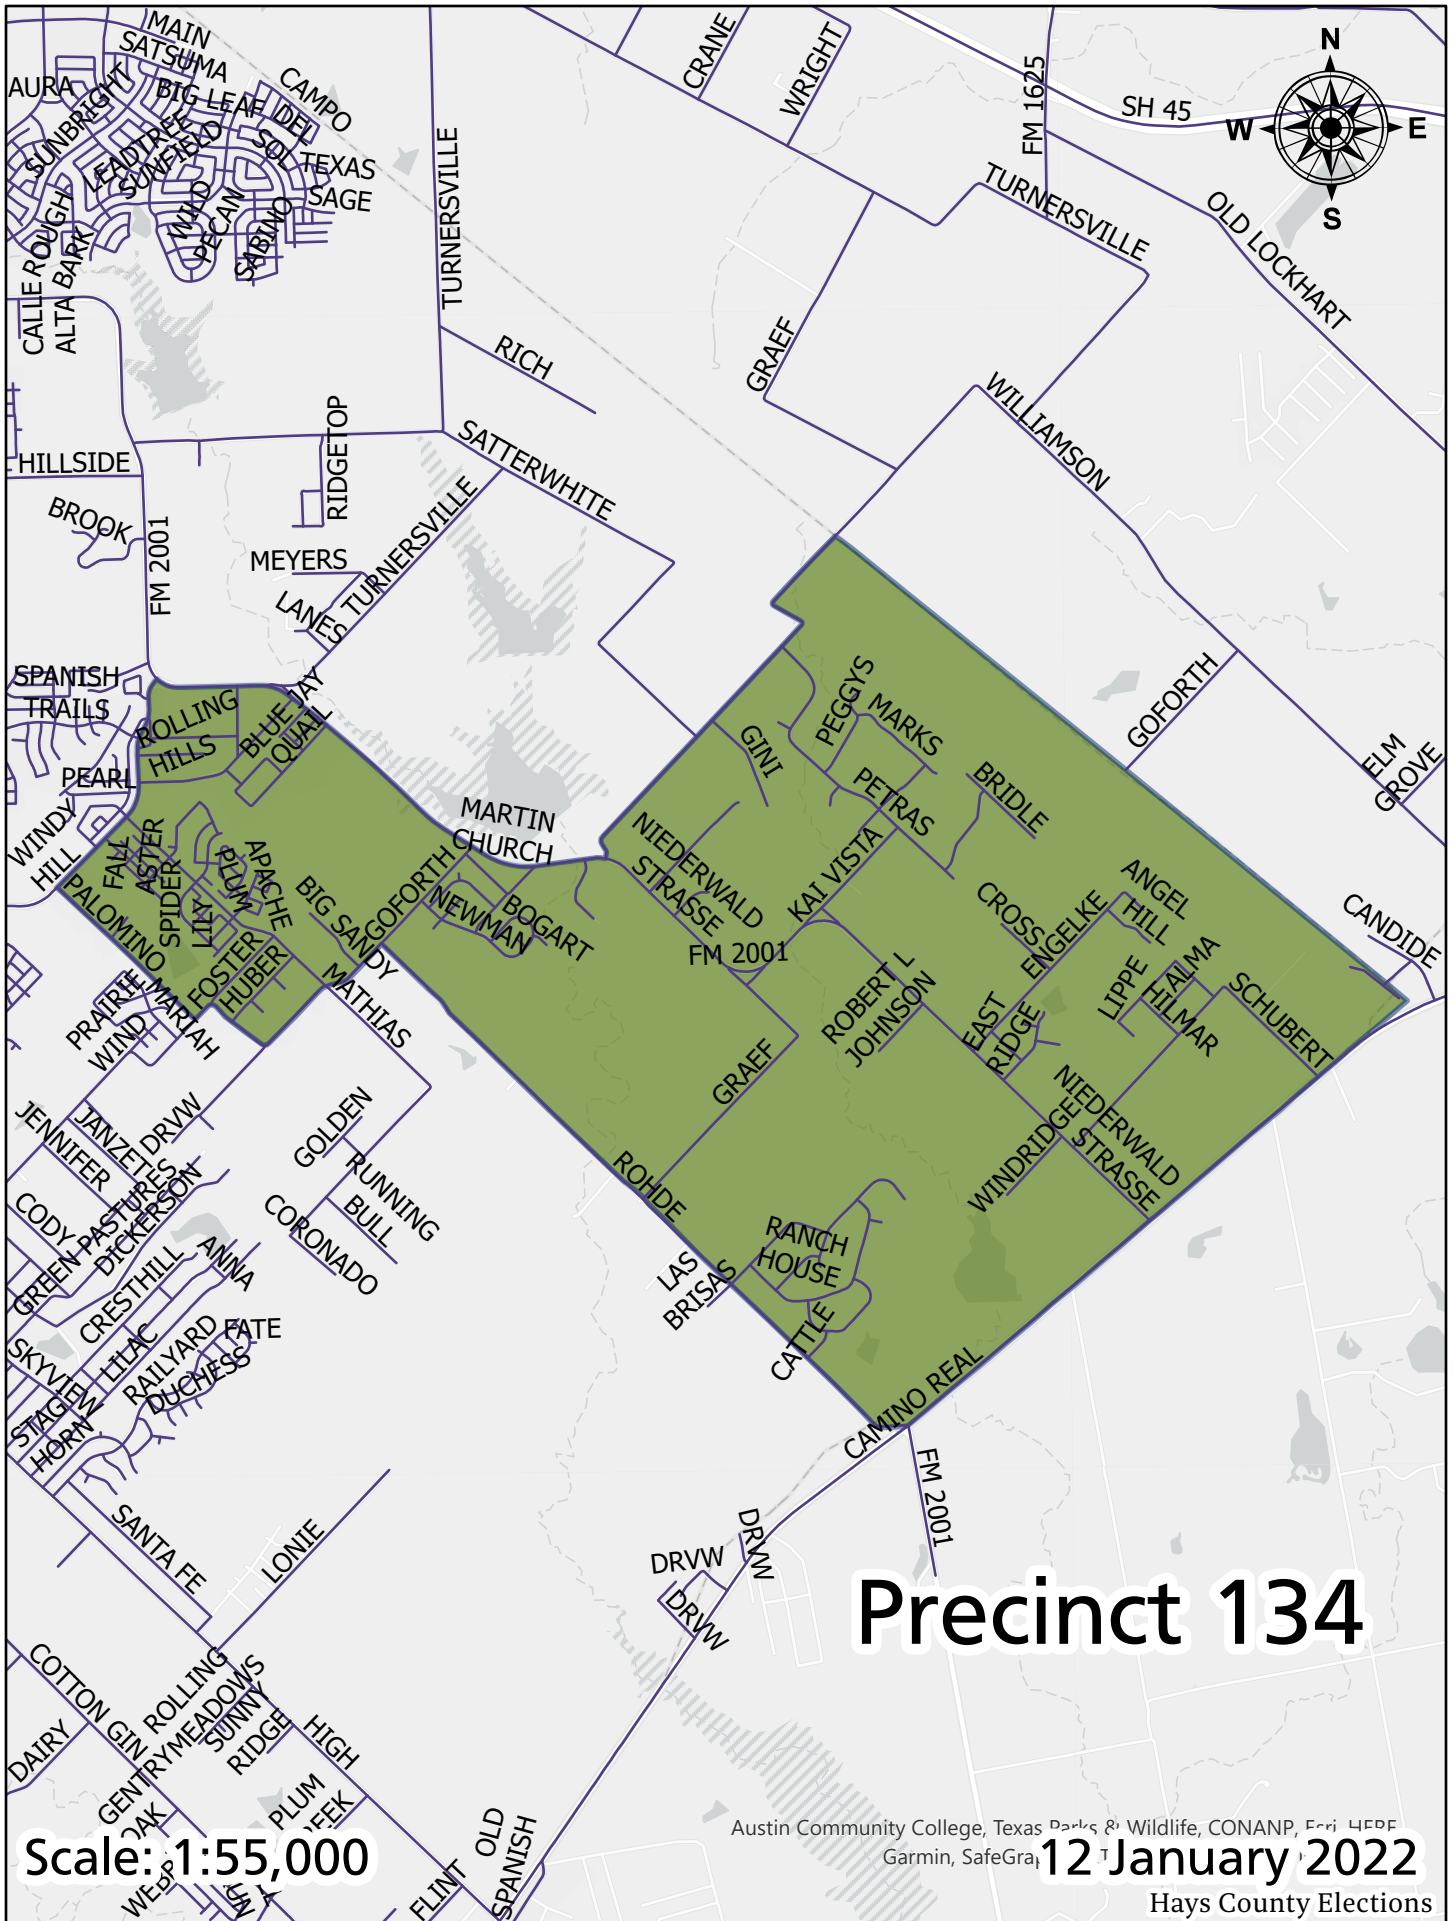 MAIN
SATSUMA
AURA
SUNBRIGHT
BIG LEAF
DEL
SOL
CAMPO
LEADTREE
SUNFIELD
TEXAS
SAGE
WILD
PECAN
SABINO
ROUGH
BARK
CALLE
ALTA
TURNERSVILLE
CRANE
WRIGHT
FM 1625
SH 45
N
W
E
S
TURNERSVILLE
OLD LOCKHART
RICH
GRAEF
WILLIAMSON
HILLSIDE
RIDGETOP
SATTERWHITE
BROOK
FM 2001
MEYERS
TURNERSVILLE
LANES
SPANISH
TRAILS
ROLLING
HILLS
BLUE JAY
QUAIL
PEARL
WINDY
HILL
MARTIN
CHURCH
PEGGYS
MARKS
GINI
PETRAS
BRIDLE
GOFORTH
ELM
GROVE
FALL
ASTER
SPIDER
LILY
PLUM
APACHE
PALOMINO
BIG SANDY
GOFORTH
NEWMAN
BOGART
NIEDERWALD
STRASSE
KAI VISTA
FM 2001
CROSS
ENGELKE
ANGEL
HILL
CANDIDE
FOSTER
HUBER
MATHIAS
PRAIRIE
WIND
MARIAH
ROBERT L
JOHNSON
EAST
RIDGE
LIPPE
ALMA
HILMAR
SCHUBERT
GRAEF
NIEDERWALD
STRASSE
WINDRIDGE
JENNIFER
JANZETES
DRVW
GOLDEN
RUNNING
BULL
CORONADO
CODY
GREEN PASTURES
DICKERSON
ROHDE
LAS
BRISAS
RANCH
HOUSE
CATTLE
CRESTHILL
ANNA
LILAC
RAILYARD
FATE
DUCHESS
SKYVIEW
STAG
HORN
CAMINO REAL
FM 2001
SANTA FE
LONIE
DRVW
DRVW
DRVW
Precinct 134
COTTON GIN
ROLLING
MEADOWS
SUNNY
RIDGE
HIGH
DAIRY
GENTRY
OAK
PLUM
FLINT
OLD
SPANISH
Scale: 1:55,000
Austin Community College, Texas Parks & Wildlife, CONANP, Esri, HERE,
Garmin,
12 January 2022
Hays County Elections